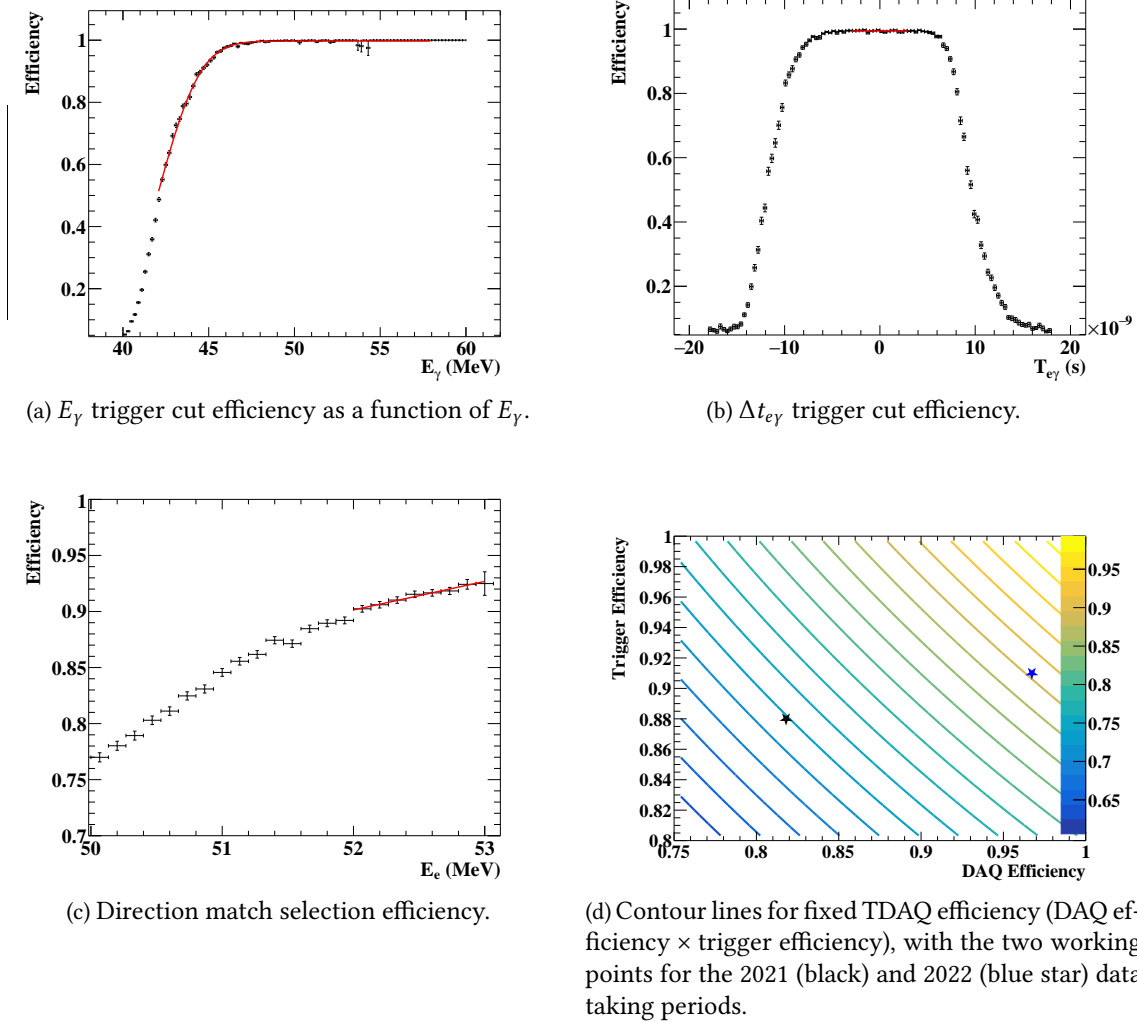 Efficiency
1
0.8
0.6
0.4
0.2
40 45 50 55 60
Eγ (MeV)
(a) Eγ trigger cut efficiency as a function of Eγ.
Efficiency
1
0.8
0.6
0.4
0.2
−20 −10 0 10 20
×10⁻⁹
Teγ (s)
(b) Δteγ trigger cut efficiency.
Efficiency
1
0.95
0.9
0.85
0.8
0.75
0.7
50 51 52 53
Ee (MeV)
(c) Direction match selection efficiency.
Trigger Efficiency
1
0.98
0.96
0.94
0.92
0.9
0.88
0.86
0.84
0.82
0.8
0.75 0.8 0.85 0.9 0.95 1
DAQ Efficiency
0.95
0.9
0.85
0.8
0.75
0.7
0.65
(d) Contour lines for fixed TDAQ efficiency (DAQ ef-
ficiency × trigger efficiency), with the two working
points for the 2021 (black) and 2022 (blue star) data
taking periods.